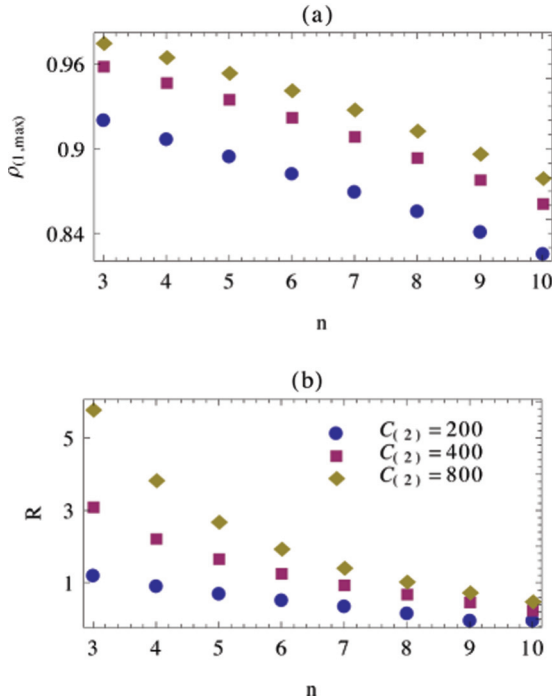 (a)
0.96
0.9
0.84
ρ(1,max)
3 4 5 6 7 8 9 10
n
(b)
5
3
1
R
C(2) = 200
C(2) = 400
C(2) = 800
3 4 5 6 7 8 9 10
n